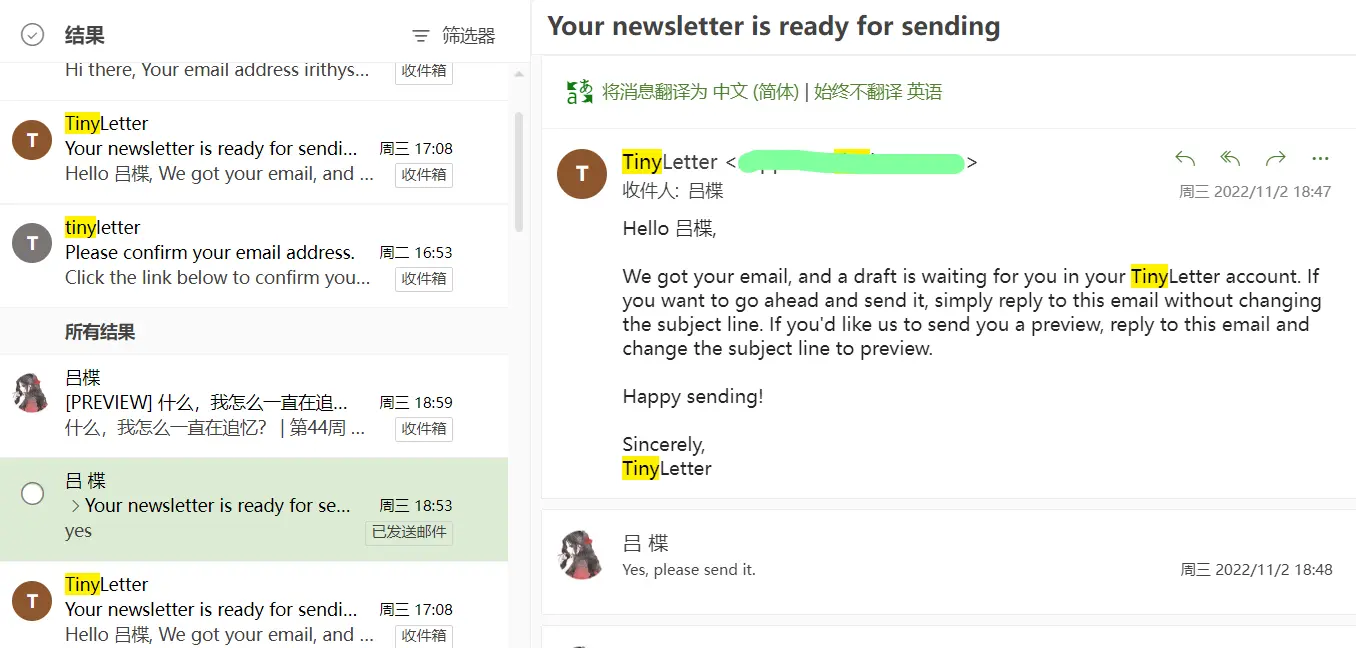 结果
筛选器
Hi there, Your email address irithys...
收件箱
TinyLetter
Your newsletter is ready for sendi...
周三 17:08
Hello 吕楪, We got your email, and ...
收件箱
tinyletter
Please confirm your email address.
周二 16:53
Click the link below to confirm you...
收件箱
所有结果
吕楪
[PREVIEW] 什么，我怎么一直在追...
周三 18:59
什么，我怎么一直在追忆？ | 第44周 ...
收件箱
吕 楪
Your newsletter is ready for se...
周三 18:53
yes
已发送邮件
TinyLetter
Your newsletter is ready for sendi...
周三 17:08
Hello 吕楪, We got your email, and ...
收件箱
Your newsletter is ready for sending
将消息翻译为 中文 (简体) | 始终不翻译 英语
TinyLetter < >
收件人: 吕楪
周三 2022/11/2 18:47
Hello 吕楪,
We got your email, and a draft is waiting for you in your TinyLetter account. If
you want to go ahead and send it, simply reply to this email without changing
the subject line. If you'd like us to send you a preview, reply to this email and
change the subject line to preview.
Happy sending!
Sincerely,
TinyLetter
吕 楪
Yes, please send it.
周三 2022/11/2 18:48